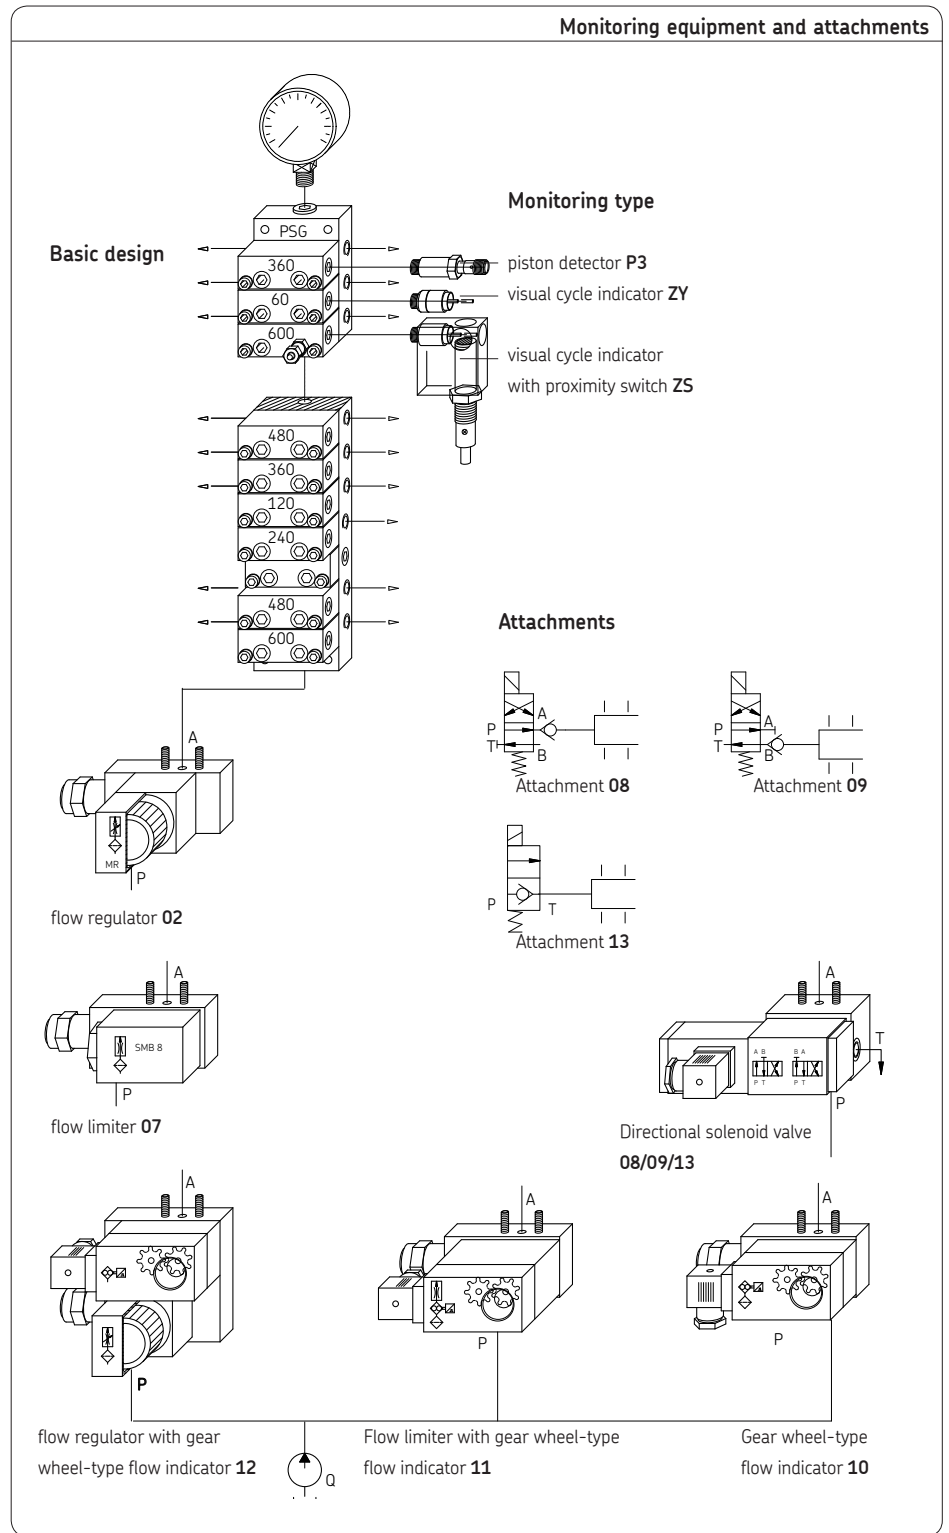 Monitoring equipment and attachments
PSG
Monitoring type
Basic design
360
piston detector P3
60
visual cycle indicator ZY
600
visual cycle indicator
with proximity switch ZS
480
360
120
240
480
600
Attachments
A
P
T
B
Attachment 08
A
P
T
B
Attachment 09
A
MR
P
flow regulator 02
P
T
Attachment 13
A
SMB 8
P
flow limiter 07
A
T
A B
B A
P T
P T
P
Directional solenoid valve
08/09/13
A
P
A
P
A
P
flow regulator with gear
wheel-type flow indicator 12
Q
Flow limiter with gear wheel-type
flow indicator 11
Gear wheel-type
flow indicator 10